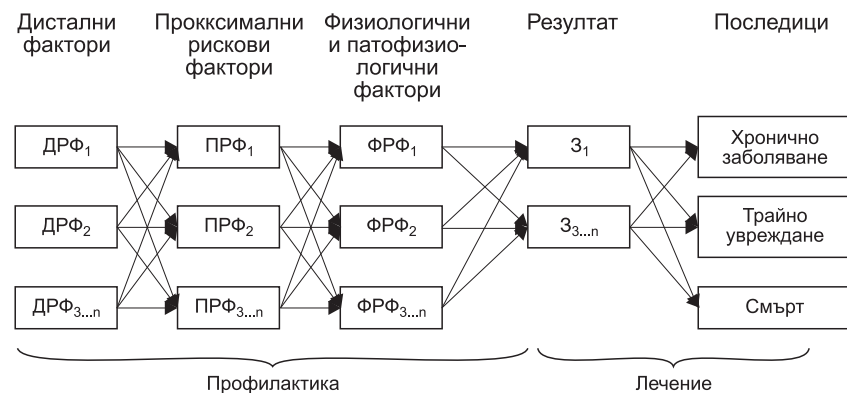 Дистални
фактори
Прокксимални
рискови
фактори
Физиологични
и патофизио-
логични
фактори
Резултат
Последици
ДРФ1
ПРФ1
ФРФ1
З1
Хронично
заболяване
ДРФ2
ПРФ2
ФРФ2
З3...n
Трайно
увреждане
ДРФ3...n
ПРФ3...n
ФРФ3...n
Смърт
Профилактика
Лечение